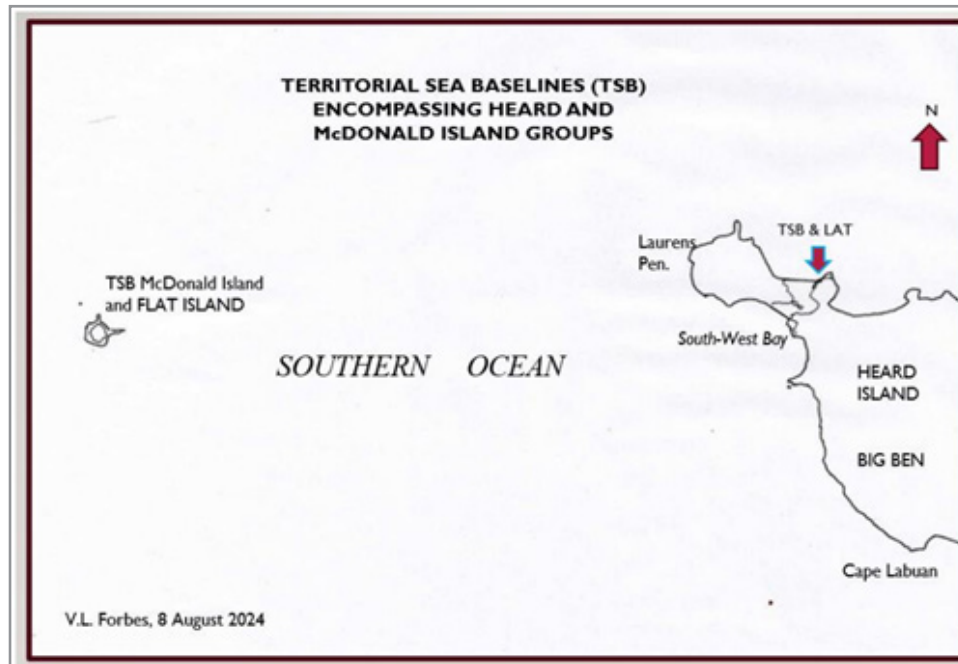 TERRITORIAL SEA BASELINES (TSB)
ENCOMPASSING HEARD AND
McDONALD ISLAND GROUPS
N
TSB & LAT
Laurens
Pen.
TSB McDonald Island
and FLAT ISLAND
South-West Bay
SOUTHERN OCEAN
HEARD
ISLAND
BIG BEN
Cape Labuan
V.L. Forbes, 8 August 2024